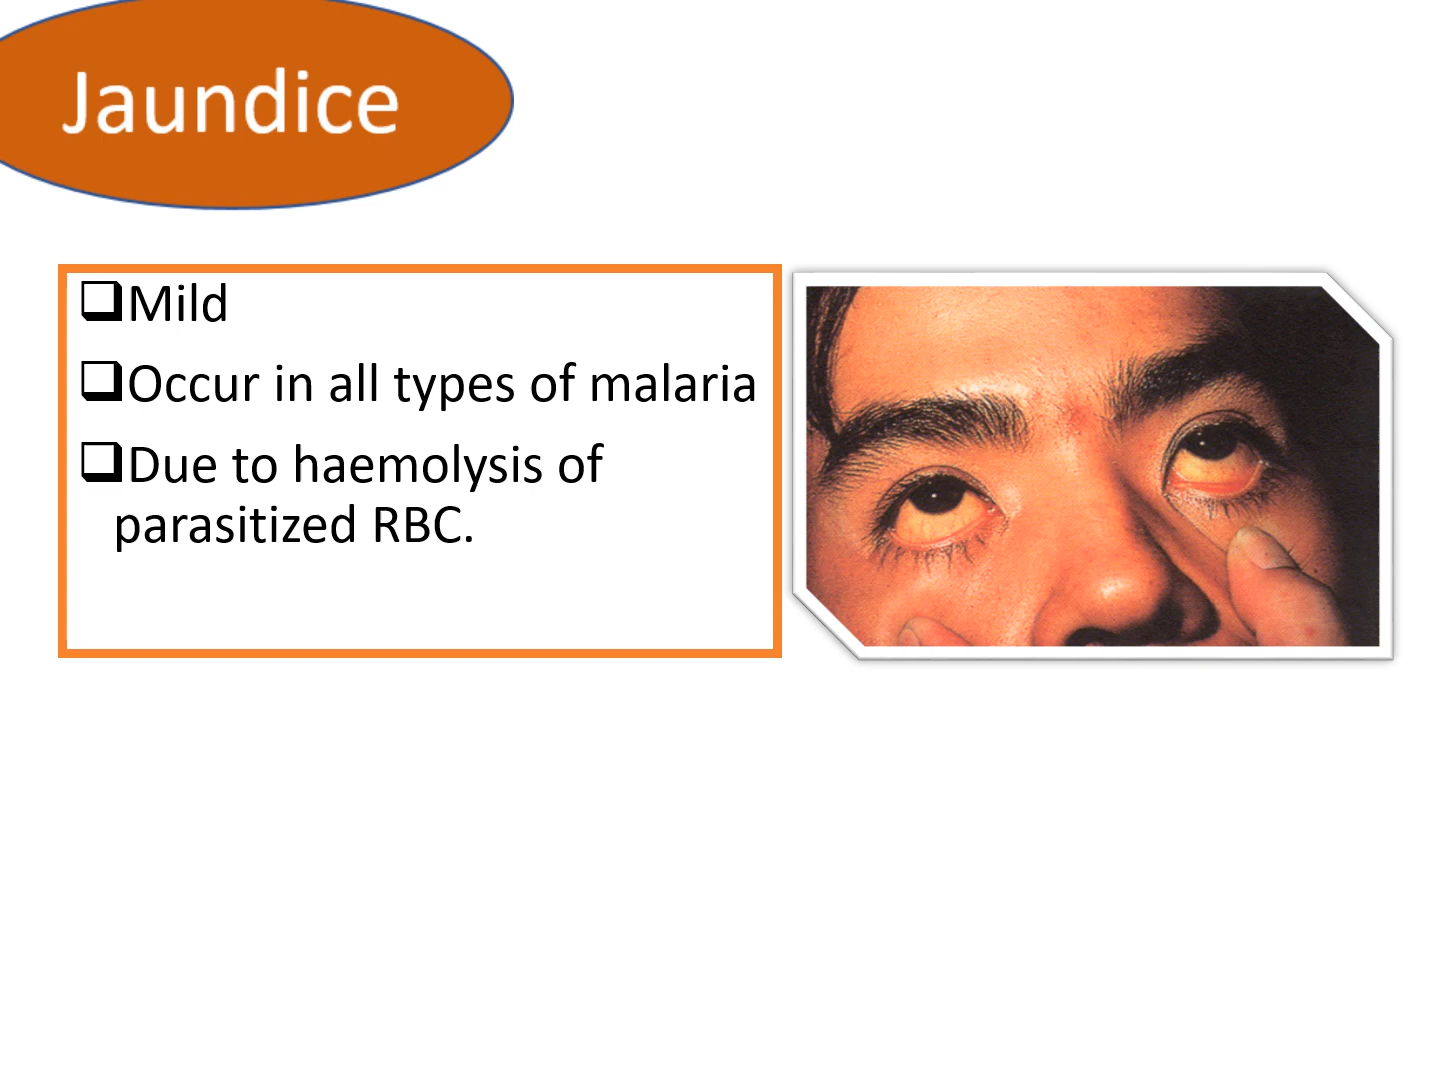 Jaundice
❑Mild
❑Occur in all types of malaria
❑Due to haemolysis of
parasitized RBC.